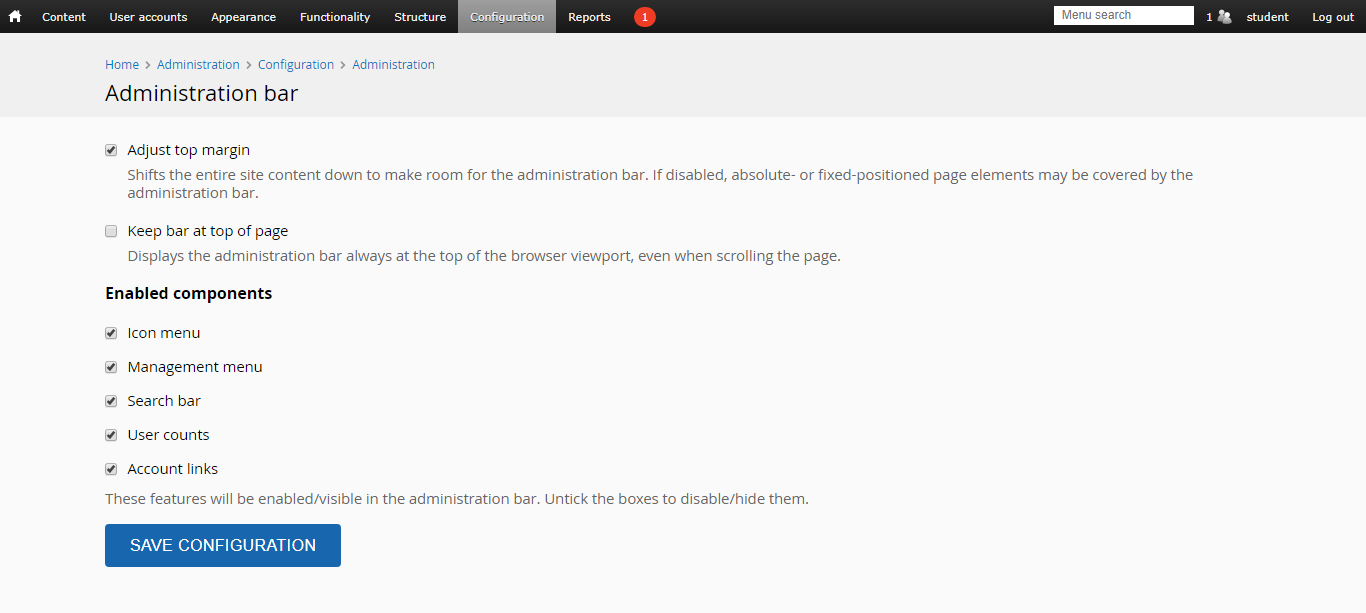 Content User accounts Appearance Functionality Structure Configuration Reports 1 Menu search 1 student Log out
Home > Administration > Configuration > Administration
Administration bar
Adjust top margin
Shifts the entire site content down to make room for the administration bar. If disabled, absolute- or fixed-positioned page elements may be covered by the
administration bar.
Keep bar at top of page
Displays the administration bar always at the top of the browser viewport, even when scrolling the page.
Enabled components
Icon menu
Management menu
Search bar
User counts
Account links
These features will be enabled/visible in the administration bar. Untick the boxes to disable/hide them.
SAVE CONFIGURATION